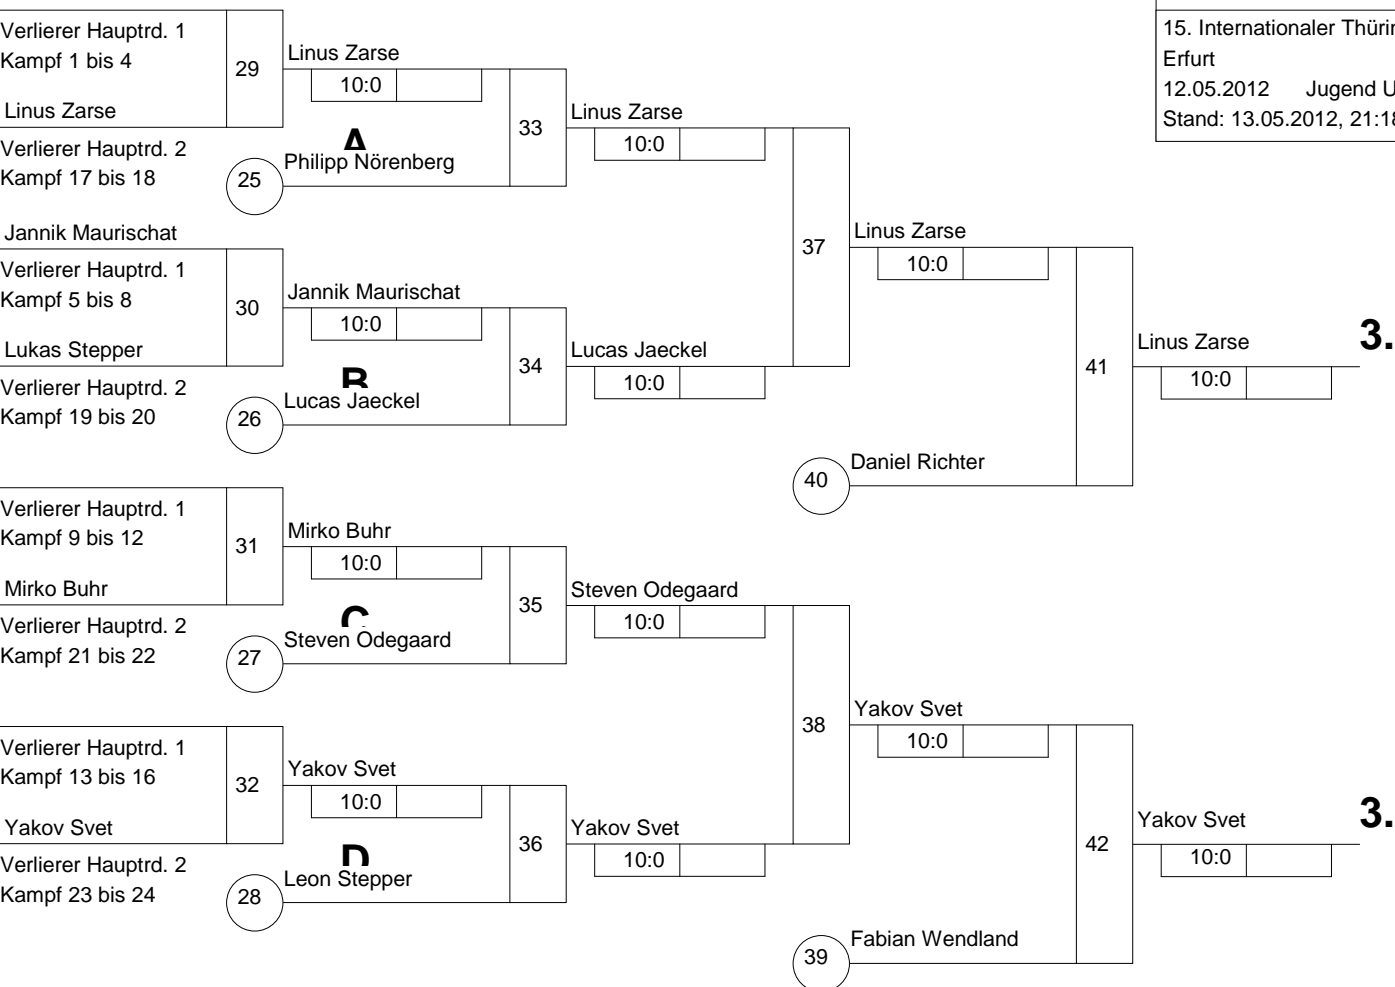 15. Internationaler Thürin
Erfurt
12.05.2012 Jugend U
Stand: 13.05.2012, 21:18
Verlierer Hauptrd. 1
Kampf 1 bis 4
29
Linus Zarse
10:0
Linus Zarse
Verlierer Hauptrd. 2
Kampf 17 bis 18
A
25
Philipp Nörenberg
33
Linus Zarse
10:0
Jannik Maurischat
Verlierer Hauptrd. 1
Kampf 5 bis 8
30
Jannik Maurischat
10:0
Lukas Stepper
Verlierer Hauptrd. 2
Kampf 19 bis 20
B
26
Lucas Jaeckel
34
Lucas Jaeckel
10:0
37
Linus Zarse
10:0
40
Daniel Richter
41
Linus Zarse
10:0
3.
Verlierer Hauptrd. 1
Kampf 9 bis 12
31
Mirko Buhr
10:0
Mirko Buhr
Verlierer Hauptrd. 2
Kampf 21 bis 22
C
27
Steven Odegaard
35
Steven Odegaard
10:0
Verlierer Hauptrd. 1
Kampf 13 bis 16
32
Yakov Svet
10:0
Yakov Svet
Verlierer Hauptrd. 2
Kampf 23 bis 24
D
28
Leon Stepper
36
Yakov Svet
10:0
38
Yakov Svet
10:0
39
Fabian Wendland
42
Yakov Svet
10:0
3.